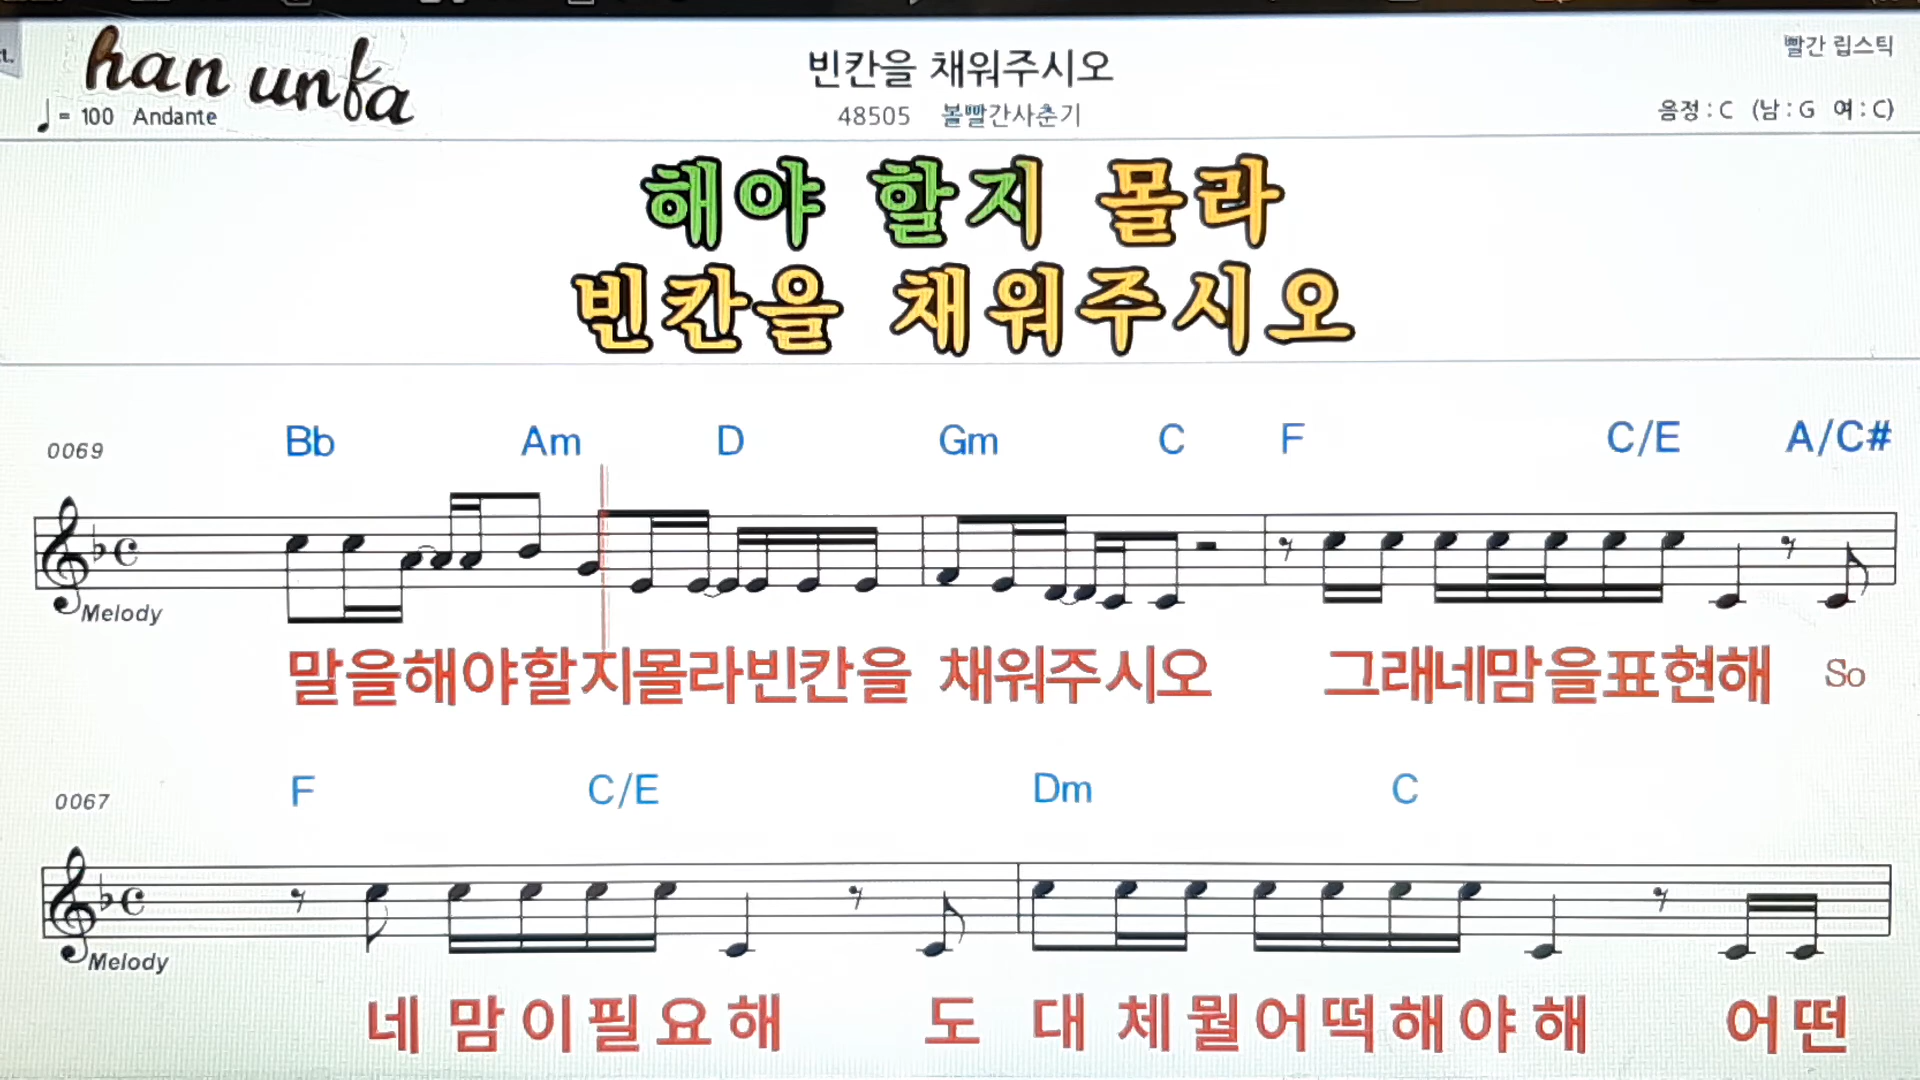 han unfa
빈칸을 채워주시오
빨간 립스틱
♩= 100 Andante
48505 볼빨간사춘기
음정 : C (남 : G 여 : C)
해야 할지 몰라
빈칸을 채워주시오
0069 Bb Am D Gm C F C/E A/C#
Melody
말을해야할지몰라빈칸을 채워주시오 그래네맘을표현해 So
0067 F C/E Dm C
Melody
네 맘 이 필 요 해 도 대 체 뭘 어 떡 해 야 해 어 떤